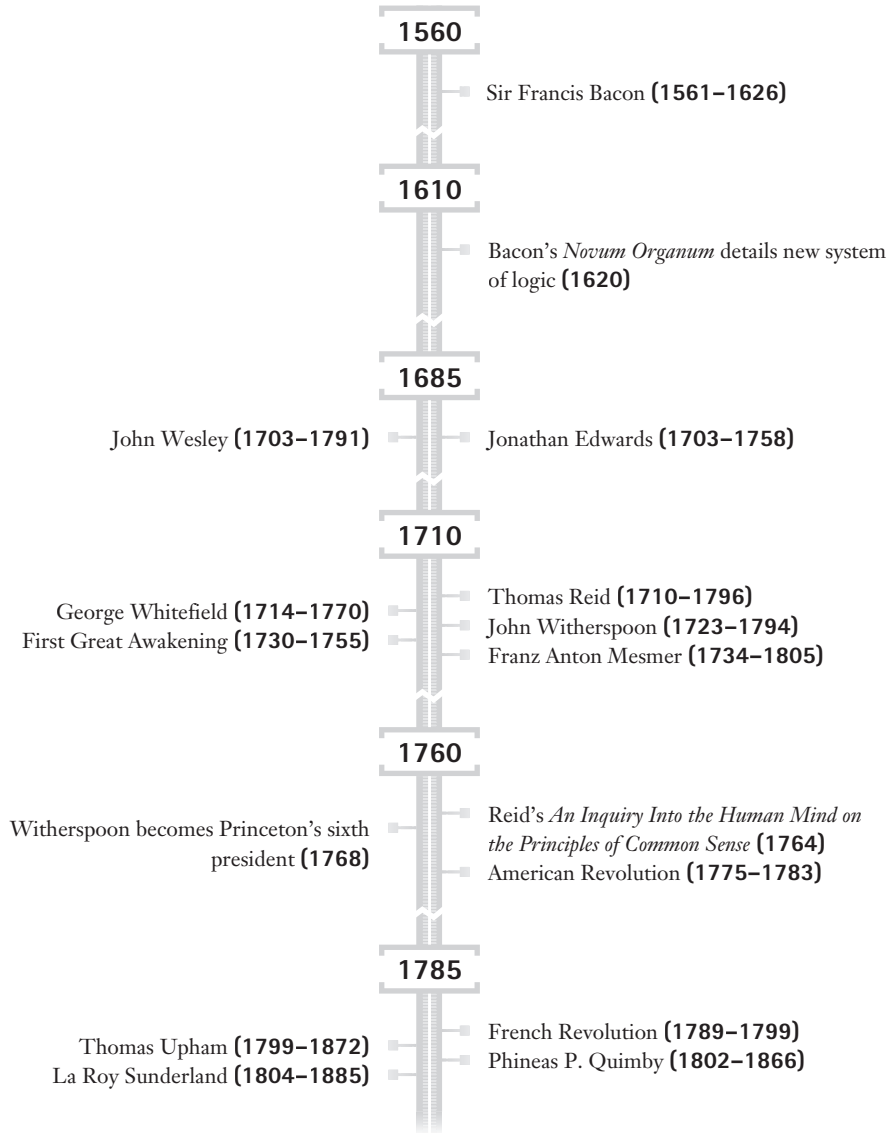 1560
Sir Francis Bacon (1561–1626)
1610
Bacon’s Novum Organum details new system
of logic (1620)
1685
John Wesley (1703–1791)
Jonathan Edwards (1703–1758)
1710
Thomas Reid (1710–1796)
George Whitefield (1714–1770)
John Witherspoon (1723–1794)
First Great Awakening (1730–1755)
Franz Anton Mesmer (1734–1805)
1760
Reid’s An Inquiry Into the Human Mind on
the Principles of Common Sense (1764)
Witherspoon becomes Princeton’s sixth
president (1768)
American Revolution (1775–1783)
1785
French Revolution (1789–1799)
Thomas Upham (1799–1872)
Phineas P. Quimby (1802–1866)
La Roy Sunderland (1804–1885)